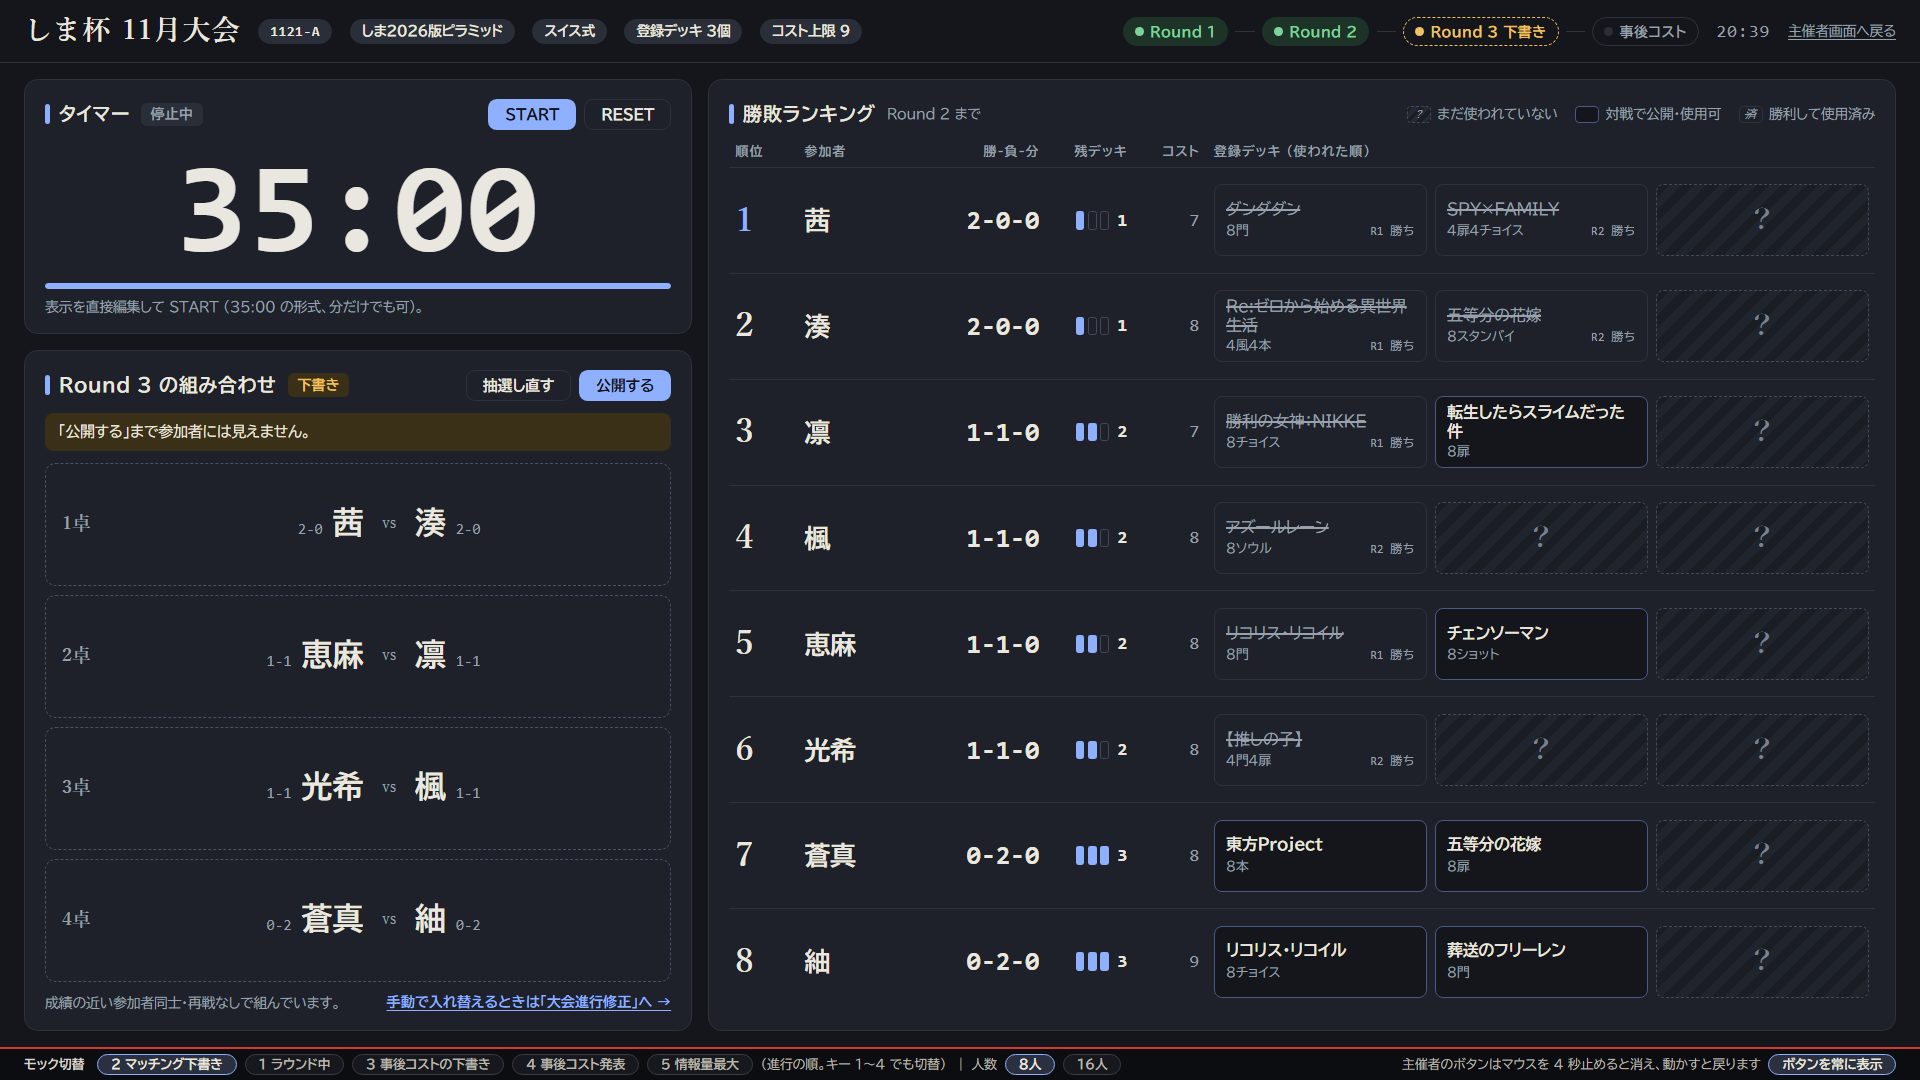 しま杯 11月大会 1121-A しま2026版ピラミッド スイス式 登録デッキ 3個 コスト上限 9 Round 1 Round 2 Round 3 下書き 事後コスト 20:39 主催者画面へ戻る
タイマー 停止中 START RESET
35:00
表示を直接編集して START(35:00 の形式、分だけでも可)。
Round 3 の組み合わせ 下書き 抽選し直す 公開する
「公開する」まで参加者には見えません。
1卓 2-0 茜 vs 湊 2-0
2卓 1-1 恵麻 vs 凛 1-1
3卓 1-1 光希 vs 楓 1-1
4卓 0-2 蒼真 vs 紬 0-2
成績の近い参加者同士・再戦なしで組んでいます。 手動で入れ替えるときは「大会進行修正」へ →
勝敗ランキング Round 2 まで ? まだ使われていない 対戦で公開・使用可 済 勝利して使用済み
順位 参加者 勝-負-分 残デッキ コスト 登録デッキ(使われた順)
1 茜 2-0-0 1 7 ダンダダン SPY×FAMILY ?
8門 R1 勝ち 4扉4チョイス R2 勝ち
2 湊 2-0-0 1 8 Re:ゼロから始める異世界生活 五等分の花嫁 ?
4風4本 R1 勝ち 8スタンバイ R2 勝ち
3 凛 1-1-0 2 7 勝利の女神:NIKKE 転生したらスライムだった件 ?
8チョイス R1 勝ち 8扉
4 楓 1-1-0 2 8 アズールレーン ? ?
8ソウル R2 勝ち
5 恵麻 1-1-0 2 8 リコリス・リコイル チェンソーマン ?
8門 R1 勝ち 8ショット
6 光希 1-1-0 2 8 【推しの子】 ? ?
4門4扉 R2 勝ち
7 蒼真 0-2-0 3 8 東方Project 五等分の花嫁 ?
8本 8扉
8 紬 0-2-0 3 9 リコリス・リコイル 葬送のフリーレン ?
8チョイス 8門
モック切替 2 マッチング下書き 1 ラウンド中 3 事後コストの下書き 4 事後コスト発表 5 情報量最大 (進行の順。キー 1〜4 でも切替) | 人数 8人 16人 主催者のボタンはマウスを 4 秒止めると消え、動かすと戻ります ボタンを常に表示